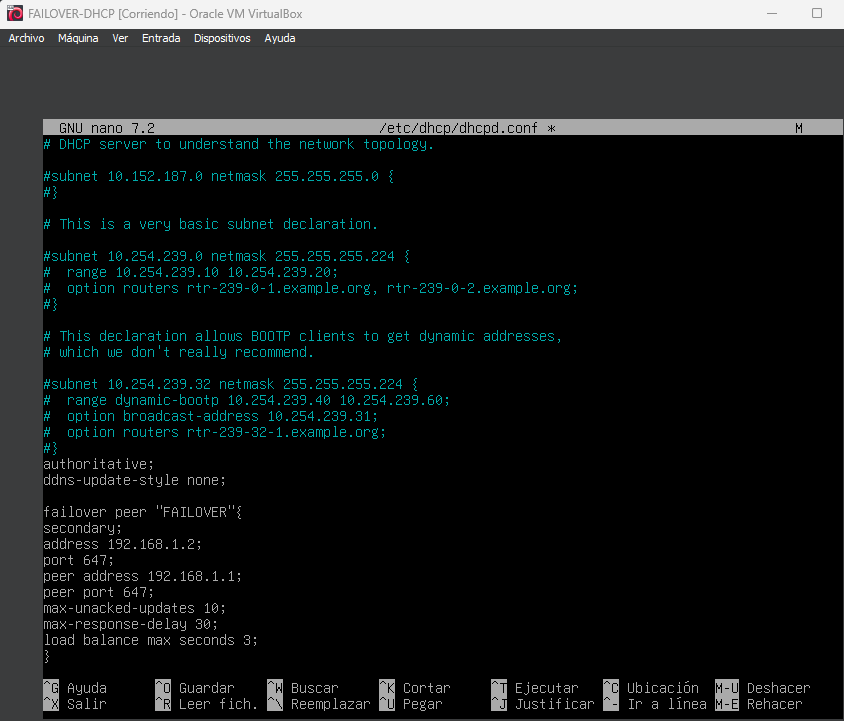 FAILOVER-DHCP [Corriendo] - Oracle VM VirtualBox
Archivo Máquina Ver Entrada Dispositivos Ayuda
GNU nano 7.2 /etc/dhcp/dhcpd.conf * M
# DHCP server to understand the network topology.
#subnet 10.152.187.0 netmask 255.255.255.0 {
#}
# This is a very basic subnet declaration.
#subnet 10.254.239.0 netmask 255.255.255.224 {
#  range 10.254.239.10 10.254.239.20;
#  option routers rtr-239-0-1.example.org, rtr-239-0-2.example.org;
#}
# This declaration allows BOOTP clients to get dynamic addresses,
# which we don't really recommend.
#subnet 10.254.239.32 netmask 255.255.255.224 {
#  range dynamic-bootp 10.254.239.40 10.254.239.60;
#  option broadcast-address 10.254.239.31;
#  option routers rtr-239-32-1.example.org;
#}
authoritative;
ddns-update-style none;
failover peer "FAILOVER"{
secondary;
address 192.168.1.2;
port 647;
peer address 192.168.1.1;
peer port 647;
max-unacked-updates 10;
max-response-delay 30;
load balance max seconds 3;
}
^G Ayuda ^O Guardar ^W Buscar ^K Cortar ^T Ejecutar ^C Ubicación M-U Deshacer
^X Salir ^R Leer fich. ^\ Reemplazar ^U Pegar ^J Justificar ^- Ir a línea M-E Rehacer